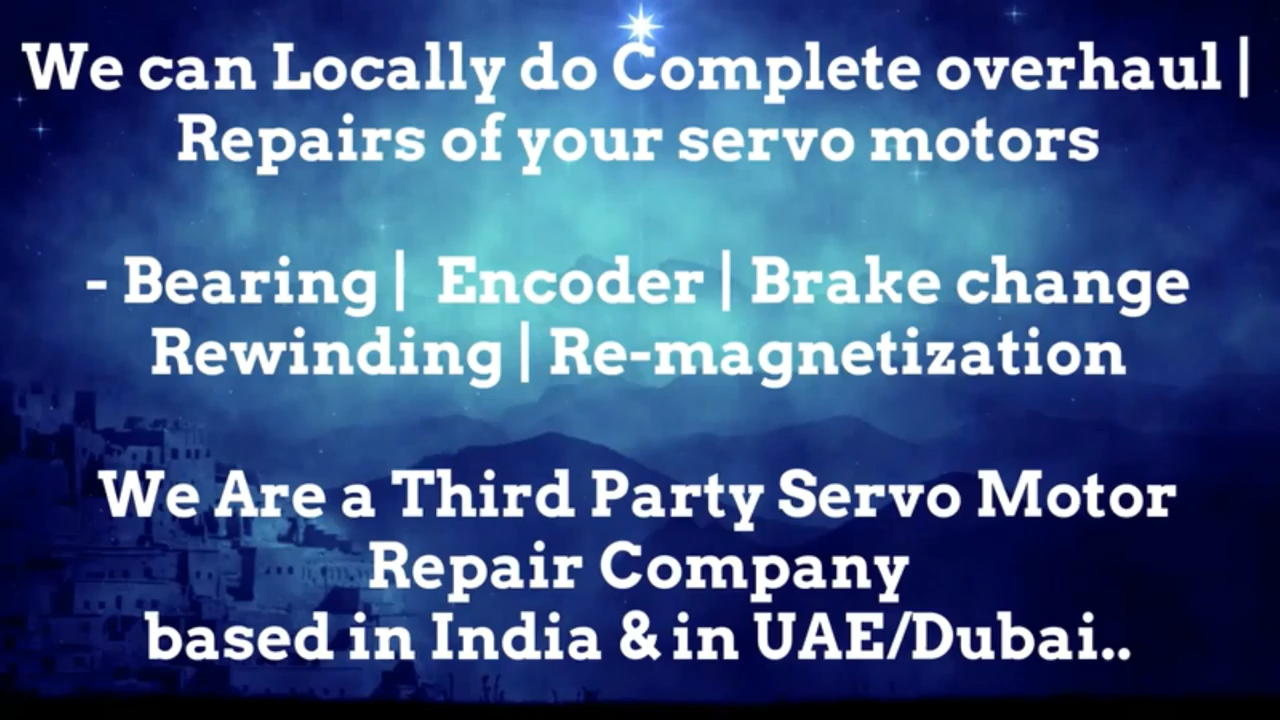 We can Locally do Complete overhaul |
Repairs of your servo motors
- Bearing | Encoder | Brake change
Rewinding | Re-magnetization
We Are a Third Party Servo Motor
Repair Company
based in India & in UAE/Dubai..